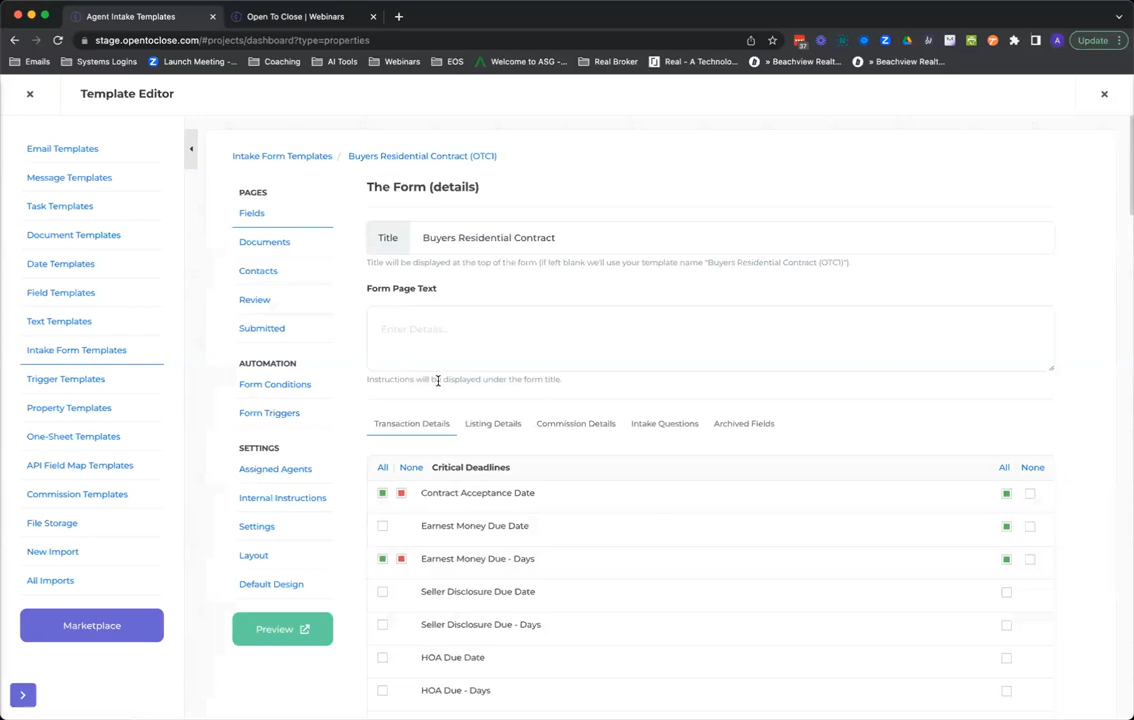 Agent Intake Templates
Open To Close | Webinars
stage.opentoclose.com/#projects/dashboard?type=properties
37
A
Update
Emails
Systems Logins
Launch Meeting -...
Coaching
AI Tools
Webinars
EOS
Welcome to ASG -...
Real Broker
Real - A Technolo...
» Beachview Realt...
» Beachview Realt...
Template Editor
Email Templates
Message Templates
Task Templates
Document Templates
Date Templates
Field Templates
Text Templates
Intake Form Templates
Trigger Templates
Property Templates
One-Sheet Templates
API Field Map Templates
Commission Templates
File Storage
New Import
All Imports
Marketplace
Intake Form Templates / Buyers Residential Contract (OTC1)
PAGES
Fields
Documents
Contacts
Review
Submitted
AUTOMATION
Form Conditions
Form Triggers
SETTINGS
Assigned Agents
Internal Instructions
Settings
Layout
Default Design
Preview
The Form (details)
Title Buyers Residential Contract
Title will be displayed at the top of the form (if left blank we'll use your template name "Buyers Residential Contract (OTC1)").
Form Page Text
Enter Details...
Instructions will be displayed under the form title.
Transaction Details Listing Details Commission Details Intake Questions Archived Fields
All None Critical Deadlines All None
Contract Acceptance Date
Earnest Money Due Date
Earnest Money Due - Days
Seller Disclosure Due Date
Seller Disclosure Due - Days
HOA Due Date
HOA Due - Days